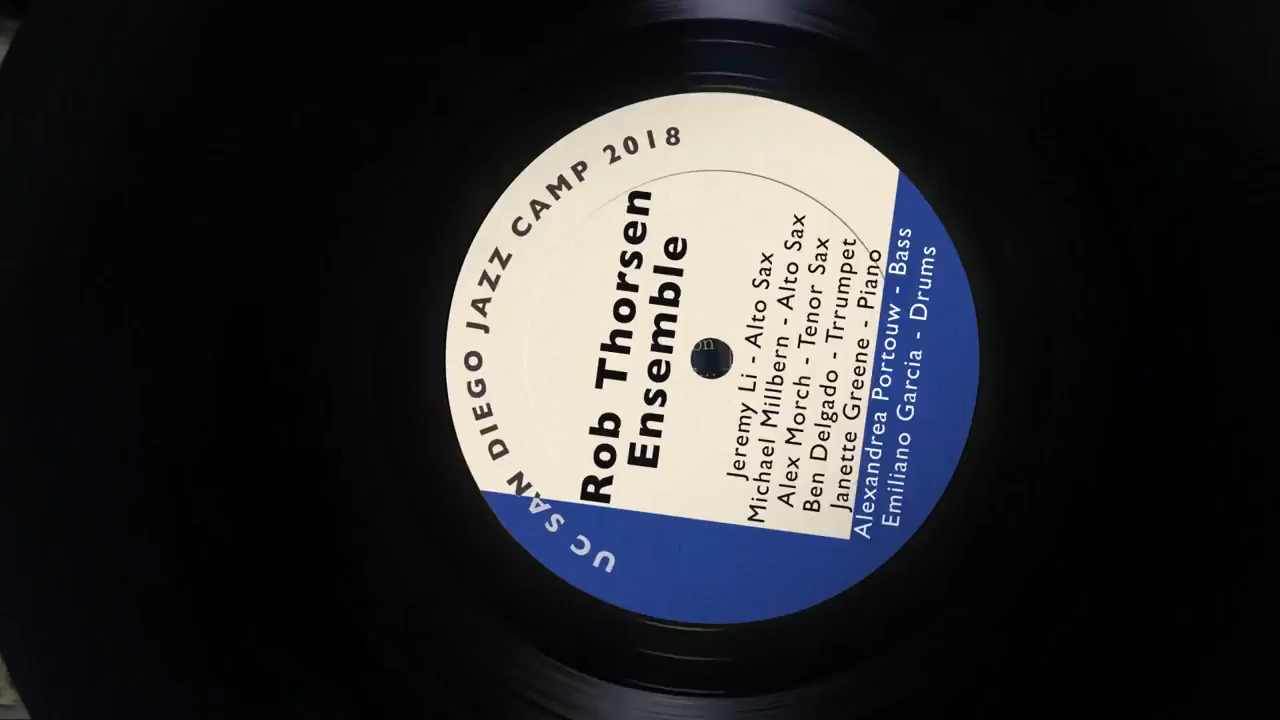 UC SAN DIEGO JAZZ CAMP 2018
Rob Thorsen
Ensemble
Jeremy Li - Alto Sax
Michael Millbern - Alto Sax
Alex Morch - Tenor Sax
Ben Delgado - Trrumpet
Janette Greene - Piano
Alexandrea Portouw - Bass
Emiliano Garcia - Drums